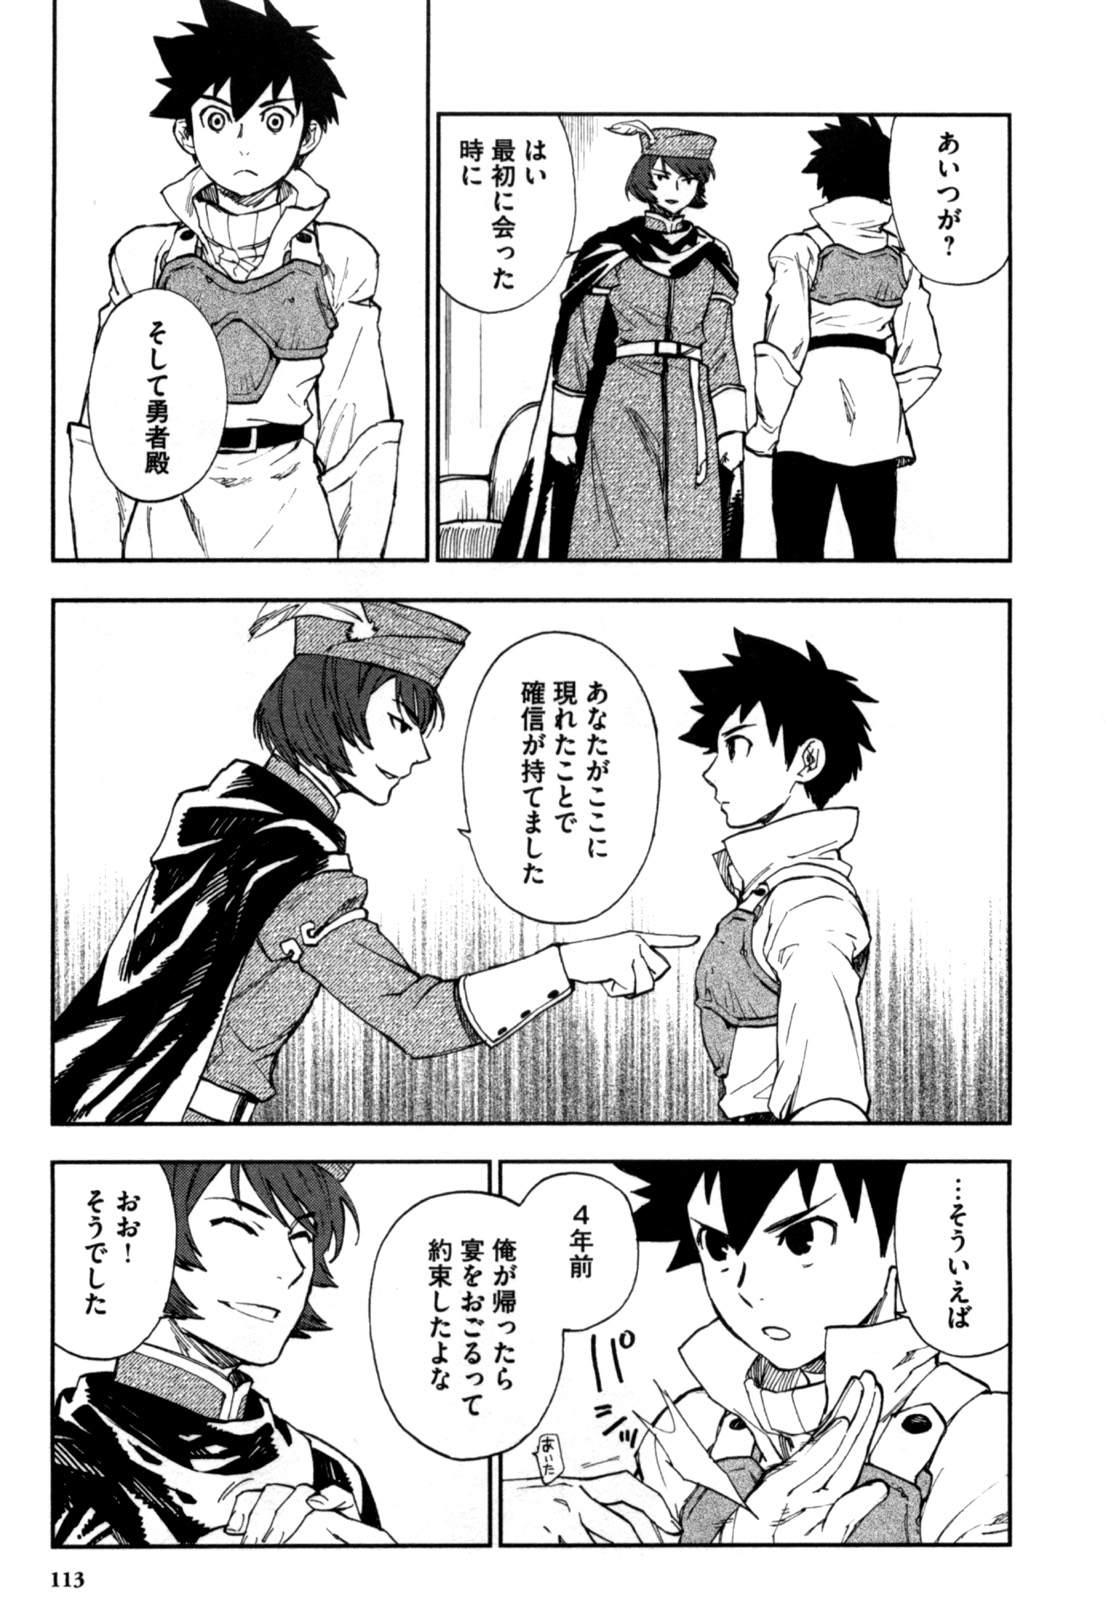 あいつが？
はい
最初に会った
時に
そして勇者殿
あなたがここに
現れたことで
確信が持てました
…そういえば
4年前
俺が帰ったら
宴をおごるって
約束したよな
パシッ
あいた
おお！
そうでした
113